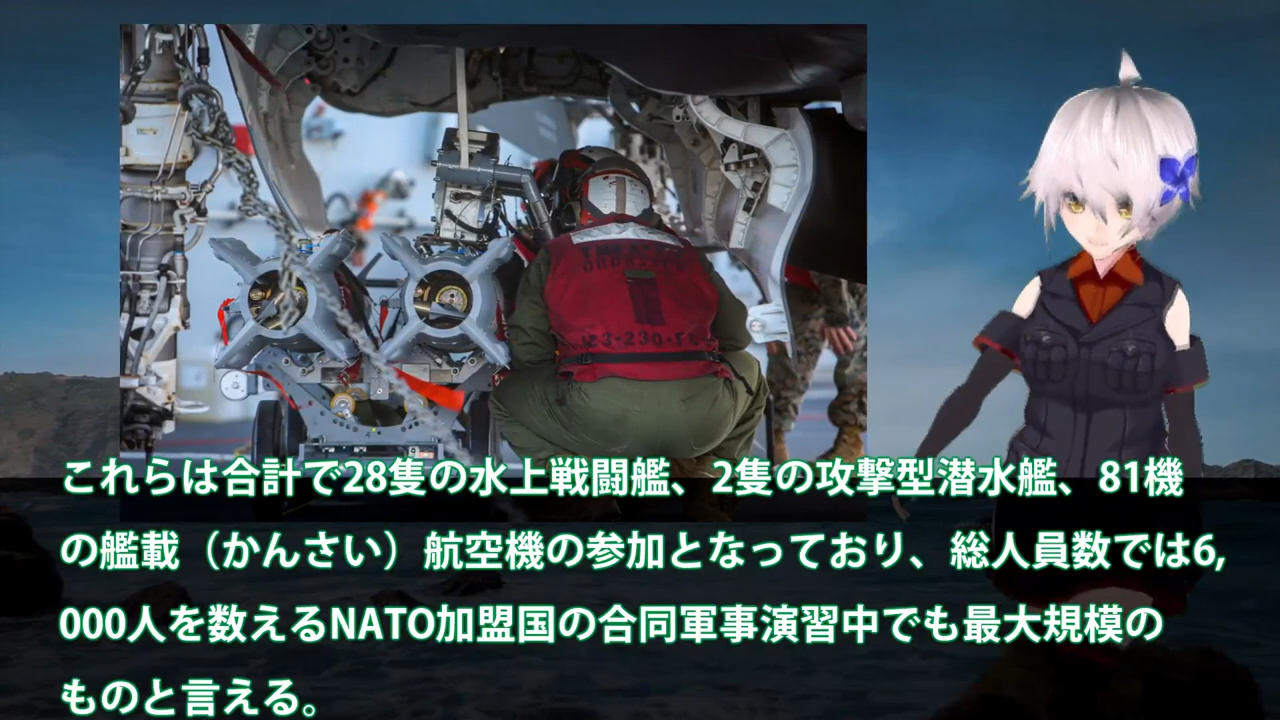 ORDNANCE
23-230-F
これらは合計で28隻の水上戦闘艦、2隻の攻撃型潜水艦、81機
の艦載（かんさい）航空機の参加となっており、総人員数では6,
000人を数えるNATO加盟国の合同軍事演習中でも最大規模の
ものと言える。